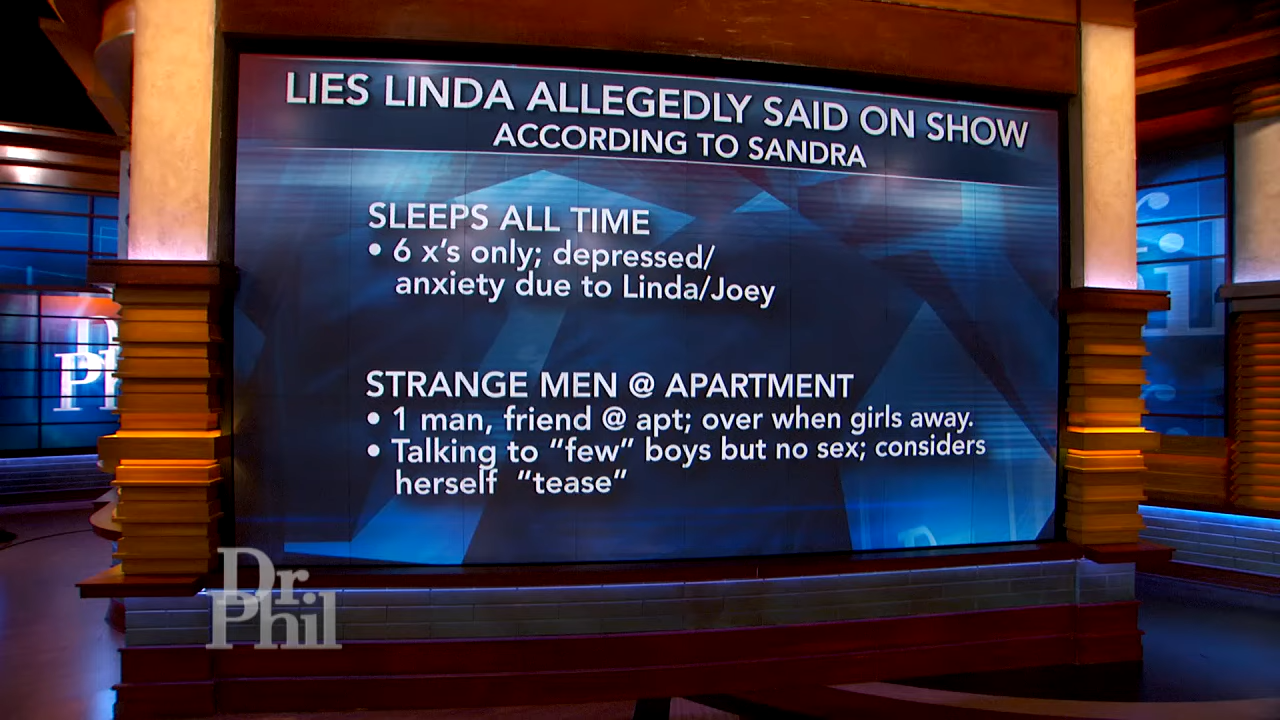 LIES LINDA ALLEGEDLY SAID ON SHOW
ACCORDING TO SANDRA
SLEEPS ALL TIME
• 6 x's only; depressed/
anxiety due to Linda/Joey
STRANGE MEN @ APARTMENT
• 1 man, friend @ apt; over when girls away.
• Talking to "few" boys but no sex; considers
herself "tease"
Dr
Phil
Dr
Phil